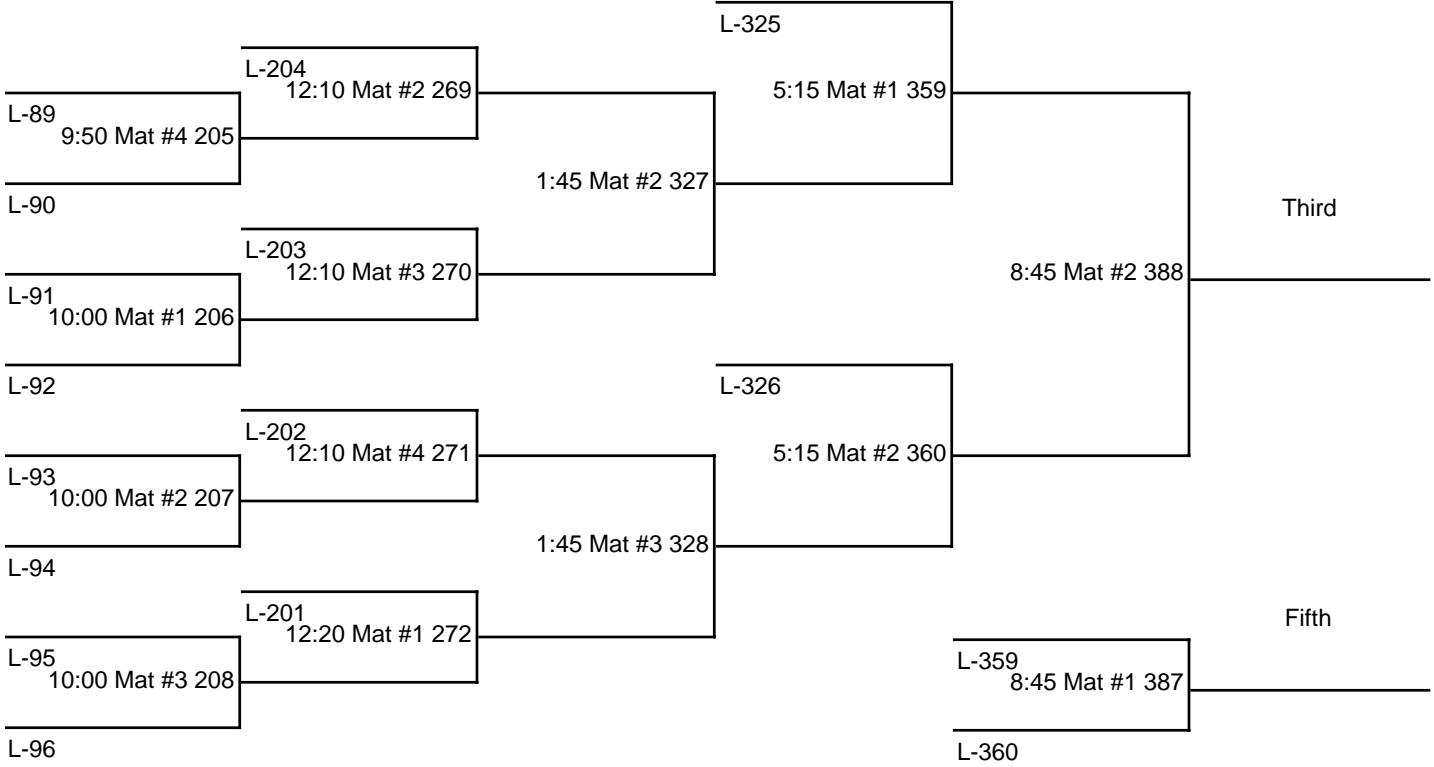 L-325
L-204
12:10 Mat #2 269
5:15 Mat #1 359
L-89
9:50 Mat #4 205
1:45 Mat #2 327
L-90
Third
L-203
12:10 Mat #3 270
8:45 Mat #2 388
L-91
10:00 Mat #1 206
L-92
L-326
L-202
12:10 Mat #4 271
5:15 Mat #2 360
L-93
10:00 Mat #2 207
1:45 Mat #3 328
L-94
L-201
Fifth
12:20 Mat #1 272
L-95
L-359
10:00 Mat #3 208
8:45 Mat #1 387
L-96
L-360